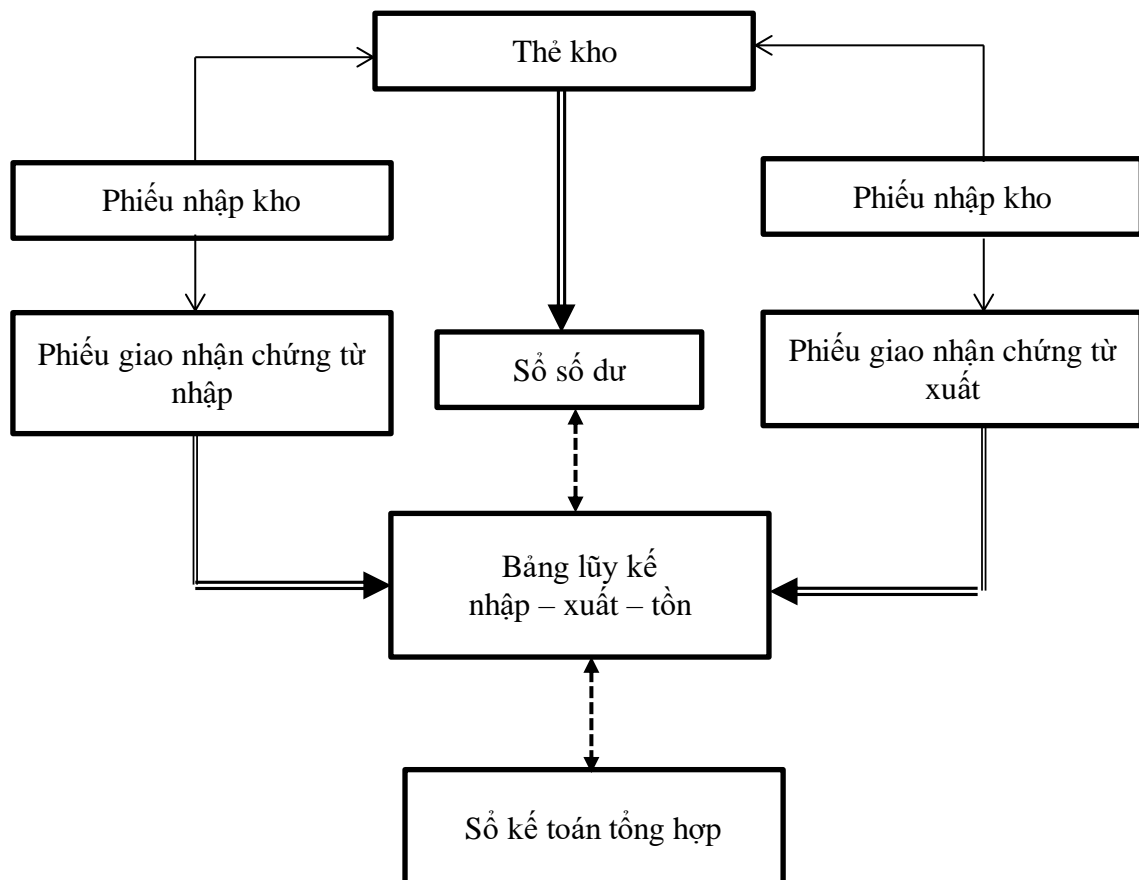 Thẻ kho
Phiếu nhập kho
Phiếu nhập kho
Phiếu giao nhận chứng từ
nhập
Sổ số dư
Phiếu giao nhận chứng từ
xuất
Bảng lũy kế
nhập – xuất – tồn
Sổ kế toán tổng hợp